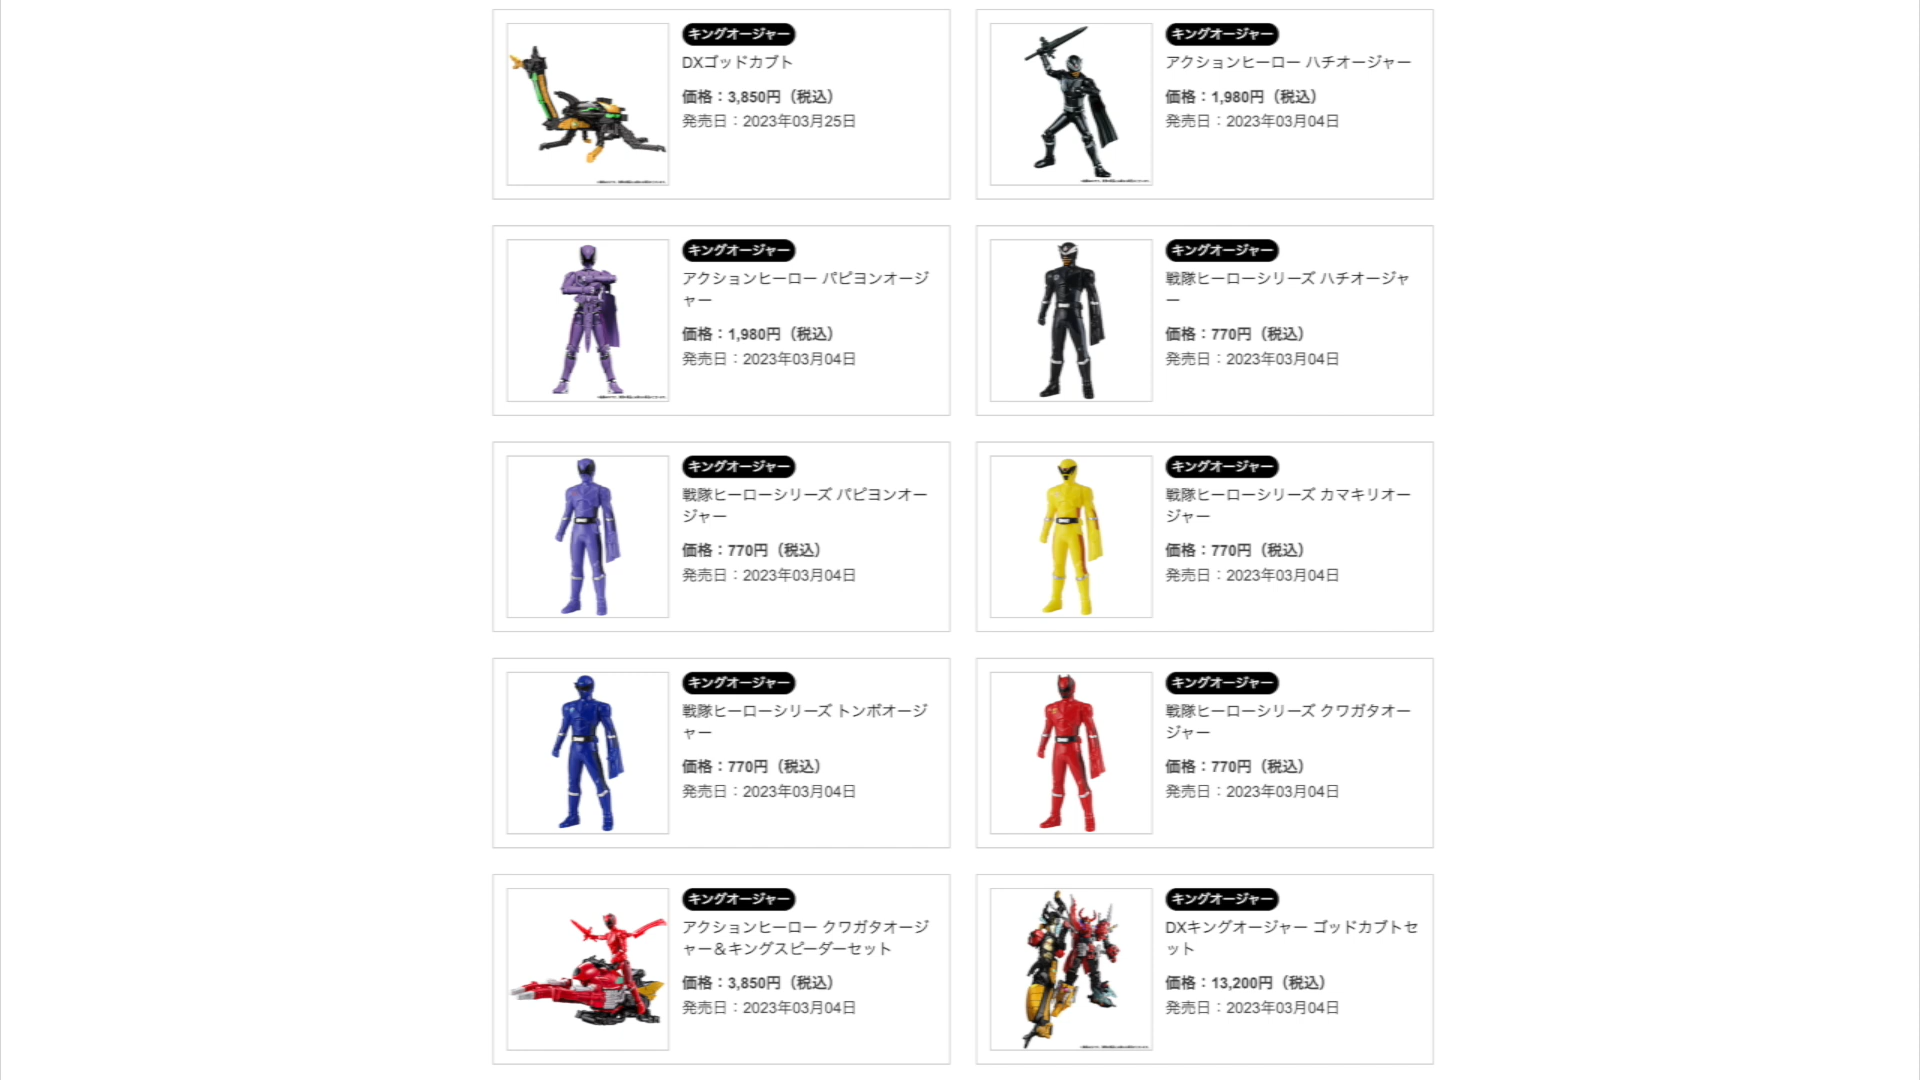 キングオージャー
DXゴッドカブト
価格：3,850円（税込）
発売日：2023年03月25日
キングオージャー
アクションヒーロー ハチオージャー
価格：1,980円（税込）
発売日：2023年03月04日
キングオージャー
アクションヒーロー パピヨンオージ
ャー
価格：1,980円（税込）
発売日：2023年03月04日
キングオージャー
戦隊ヒーローシリーズ ハチオージャ
ー
価格：770円（税込）
発売日：2023年03月04日
キングオージャー
戦隊ヒーローシリーズ パピヨンオー
ジャー
価格：770円（税込）
発売日：2023年03月04日
キングオージャー
戦隊ヒーローシリーズ カマキリオー
ジャー
価格：770円（税込）
発売日：2023年03月04日
キングオージャー
戦隊ヒーローシリーズ トンボオージ
ャー
価格：770円（税込）
発売日：2023年03月04日
キングオージャー
戦隊ヒーローシリーズ クワガタオー
ジャー
価格：770円（税込）
発売日：2023年03月04日
キングオージャー
アクションヒーロー クワガタオージ
ャー＆キングスピーダーセット
価格：3,850円（税込）
発売日：2023年03月04日
キングオージャー
DXキングオージャー ゴッドカブトセ
ット
価格：13,200円（税込）
発売日：2023年03月04日